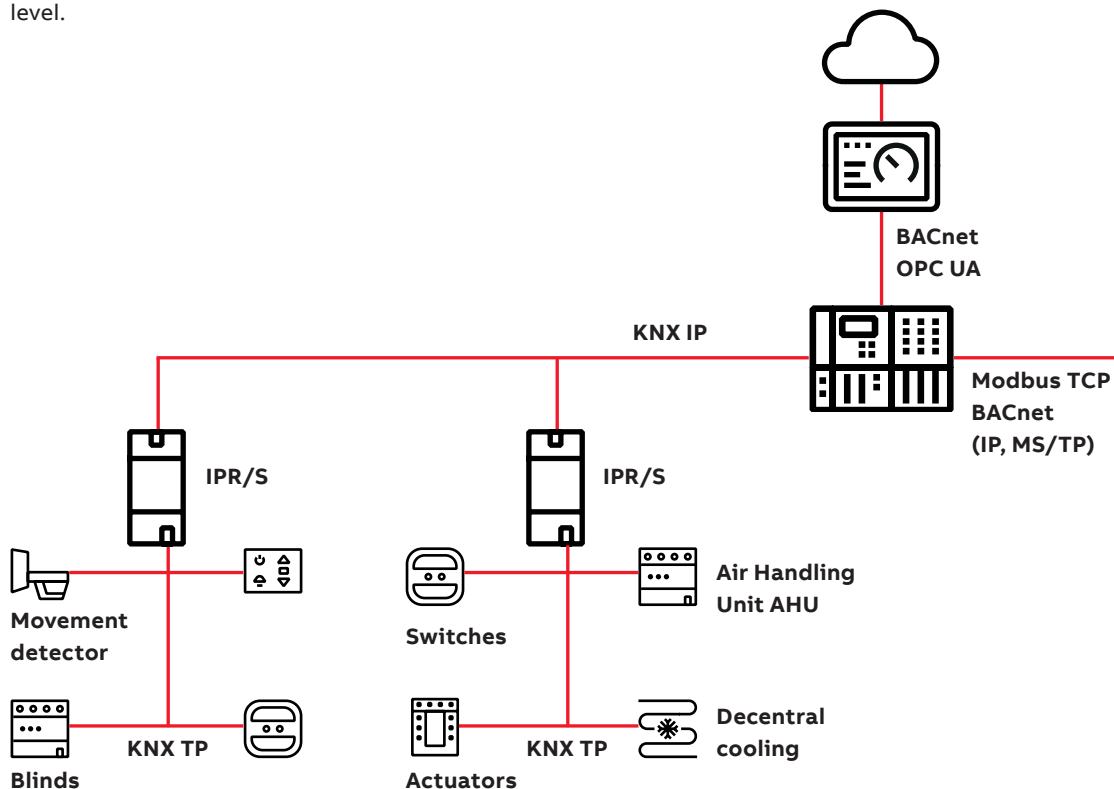 level.
BACnet
OPC UA
KNX IP
Modbus TCP
BACnet
(IP, MS/TP)
IPR/S
IPR/S
Movement
detector
Switches
Air Handling
Unit AHU
Blinds
KNX TP
Actuators
KNX TP
Decentral
cooling